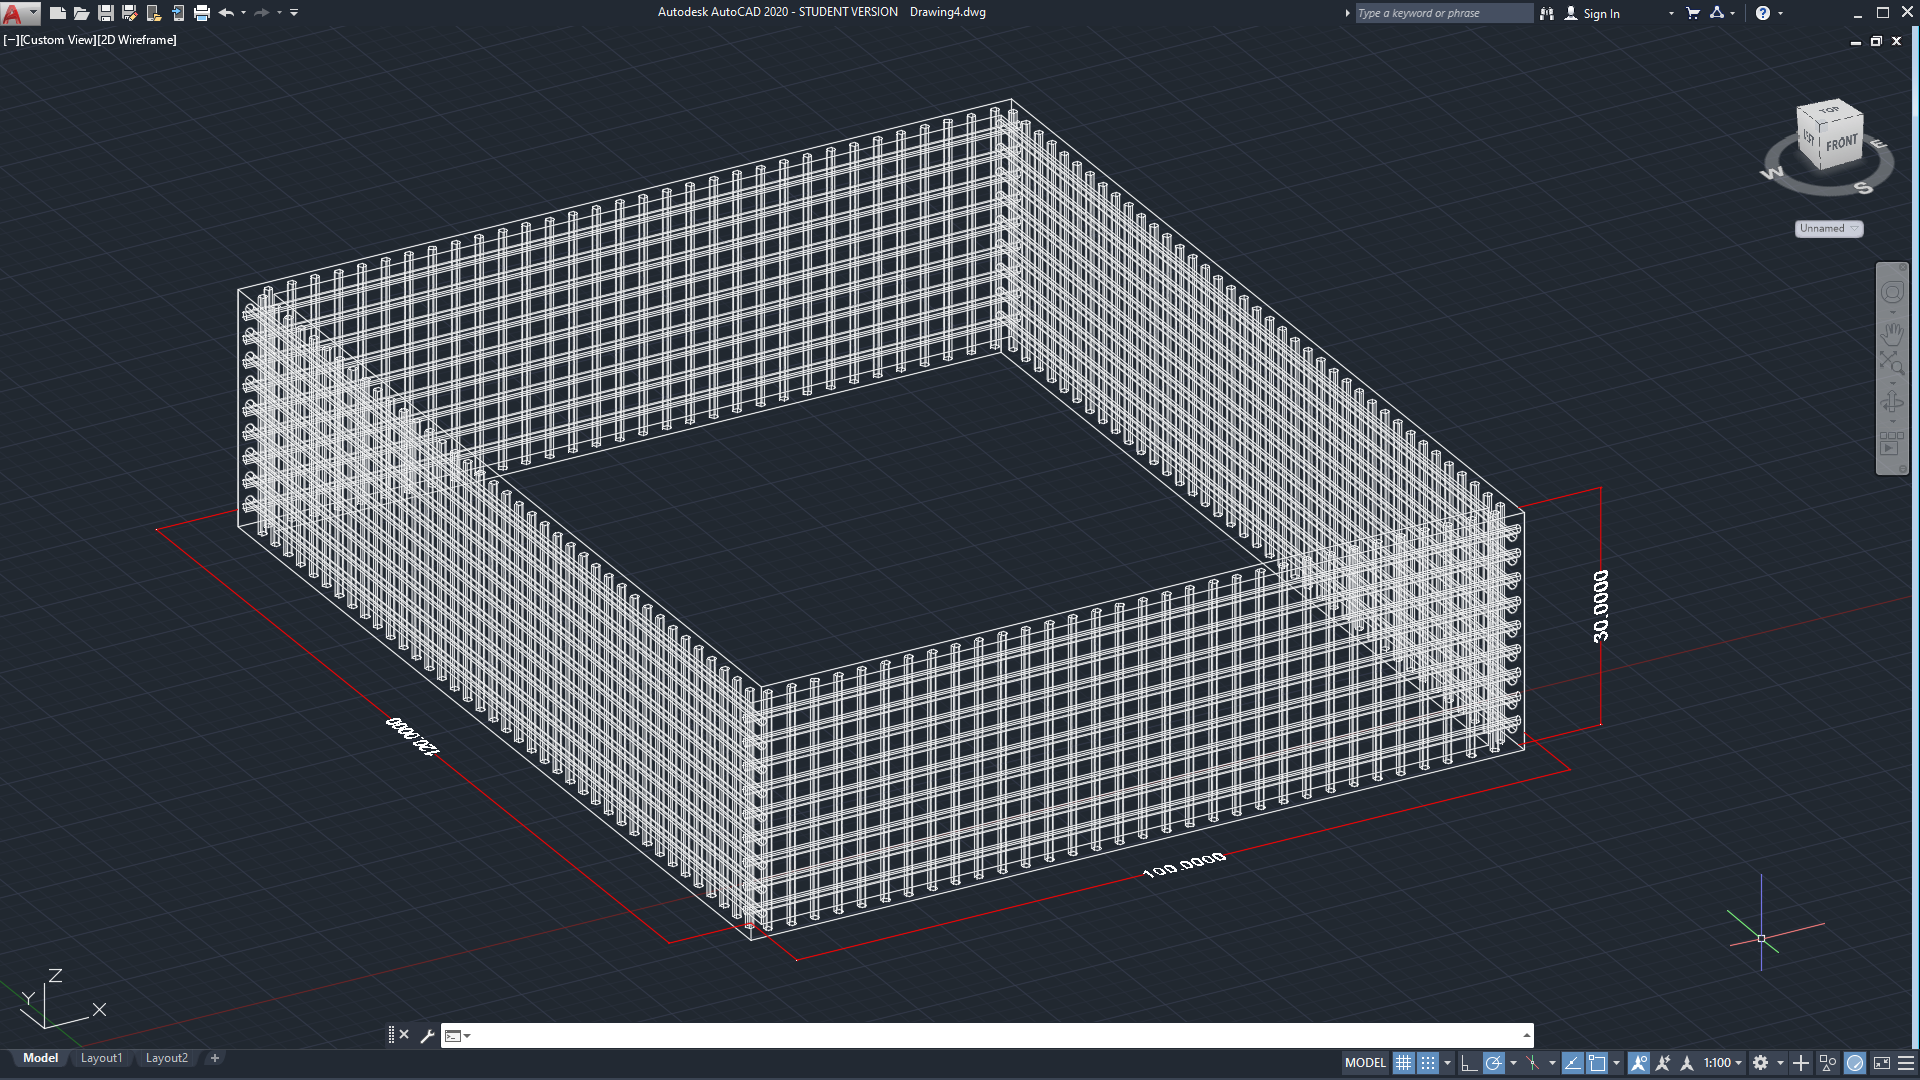 Autodesk AutoCAD 2020 - STUDENT VERSION Drawing4.dwg
Type a keyword or phrase
Sign In
[−][Custom View][2D Wireframe]
TOP
LEFT
FRONT
W
S
E
Unnamed
30.0000
120.0000
100.0000
Z
Y
X
Model
Layout1
Layout2
MODEL
1:100